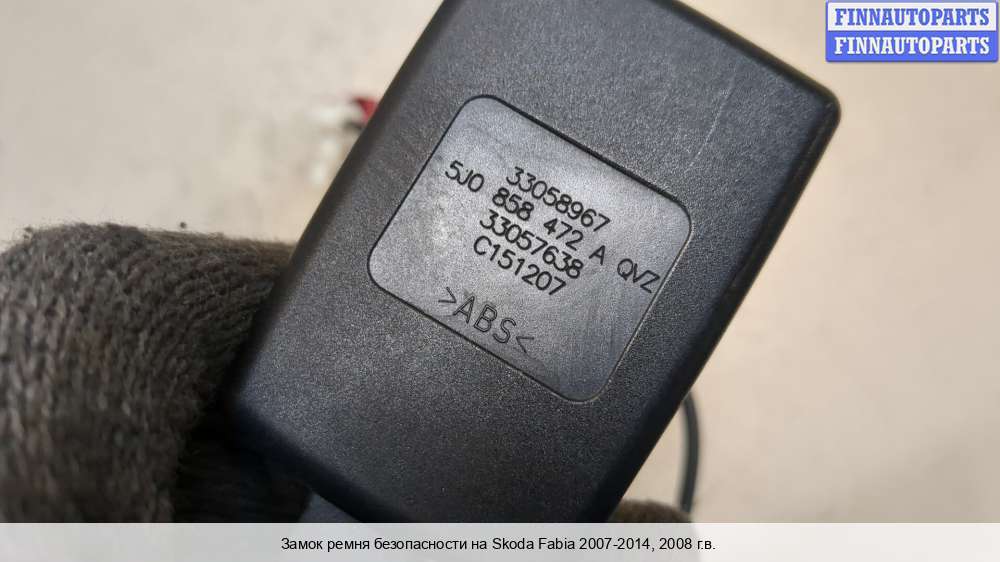 FINNAUTOPARTS
FINNAUTOPARTS
33058967
5J0 858 472 A QVZ
33057638
C151207
>ABS<
Замок ремня безопасности на Skoda Fabia 2007-2014, 2008 г.в.